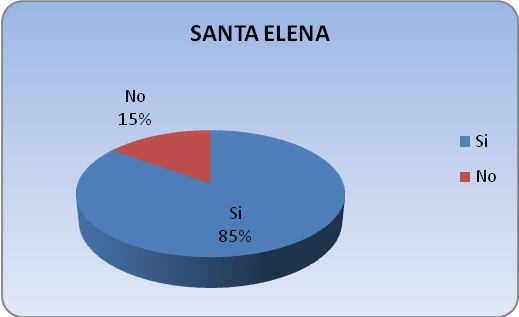 SANTA ELENA
No
15%
Si
Si
85%
No